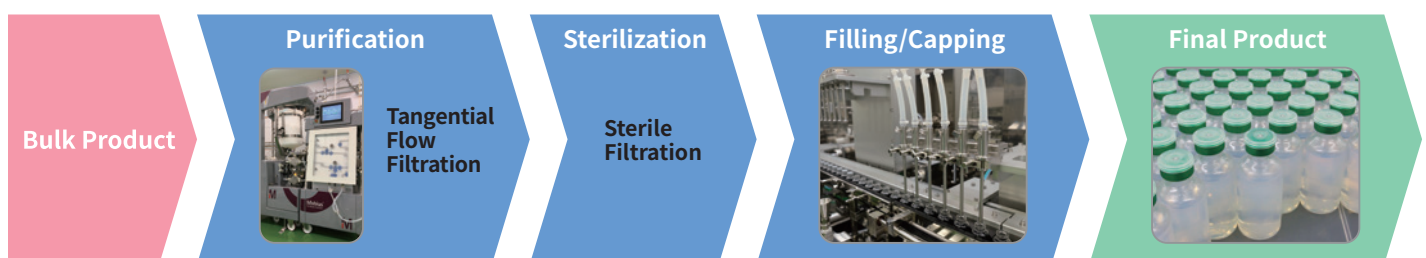 Bulk Product
Purification
Tangential
Flow
Filtration
Sterilization
Sterile
Filtration
Filling/Capping
Final Product